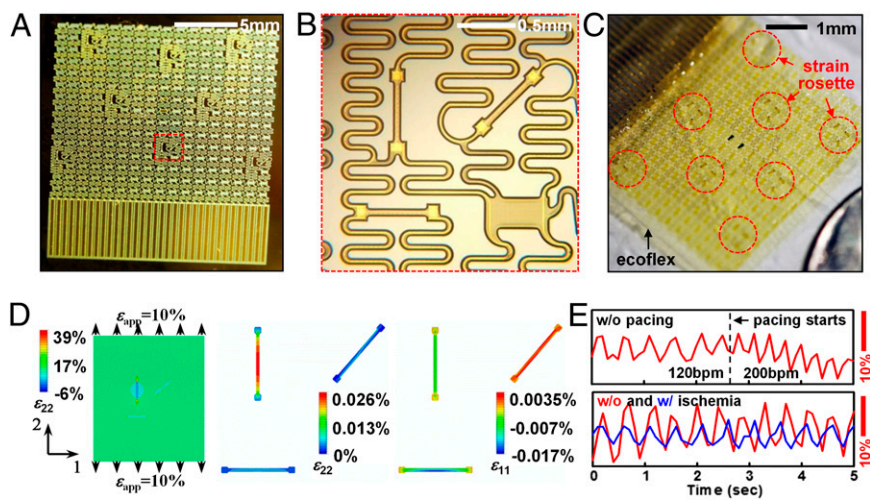 A
5mm
B
0.5mm
C
1mm
strain
rosette
ecoflex
D
εapp=10%
39%
17%
-6%
ε22
2
1
εapp=10%
0.026%
0.013%
0%
ε22
0.0035%
-0.007%
-0.017%
ε11
E
w/o pacing
pacing starts
120bpm
200bpm
10%
w/o and w/ ischemia
10%
0 1 2 3 4 5
Time (sec)